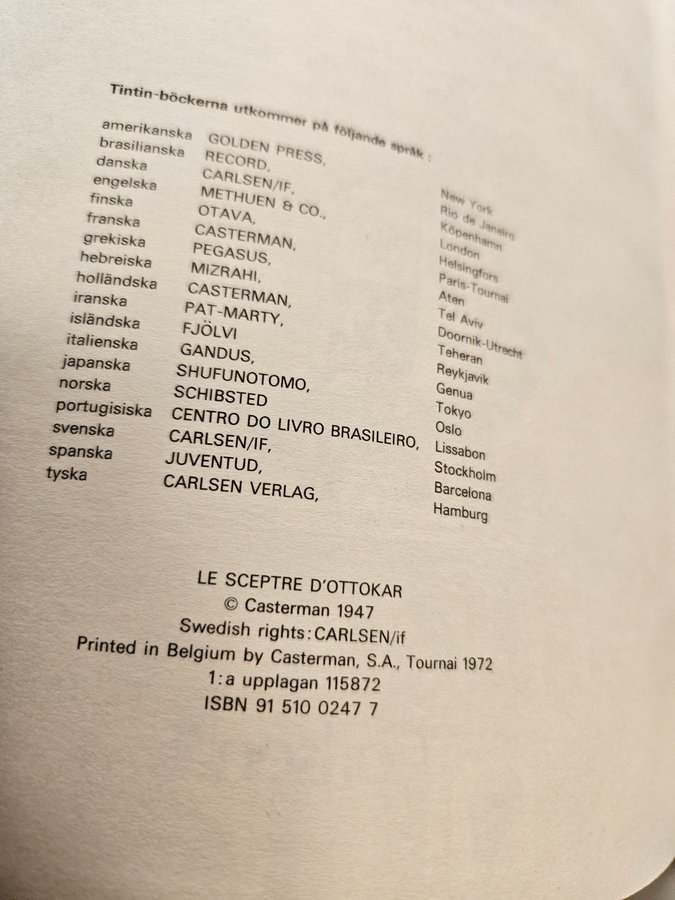 Tintin-böckerna utkommer på följande språk :
amerikanska GOLDEN PRESS, New York
brasilianska RECORD, Rio de Janeiro
danska CARLSEN/IF, Köpenhamn
engelska METHUEN & CO., London
finska OTAVA, Helsingfors
franska CASTERMAN, Paris-Tournai
grekiska PEGASUS, Aten
hebreiska MIZRAHI, Tel Aviv
holländska CASTERMAN, Doornik-Utrecht
iranska PAT-MARTY, Teheran
isländska FJÖLVI Reykjavik
italienska GANDUS, Genua
japanska SHUFUNOTOMO, Tokyo
norska SCHIBSTED Oslo
portugisiska CENTRO DO LIVRO BRASILEIRO, Lissabon
svenska CARLSEN/IF, Stockholm
spanska JUVENTUD, Barcelona
tyska CARLSEN VERLAG, Hamburg
LE SCEPTRE D'OTTOKAR
© Casterman 1947
Swedish rights: CARLSEN/if
Printed in Belgium by Casterman, S.A., Tournai 1972
1:a upplagan 115872
ISBN 91 510 0247 7